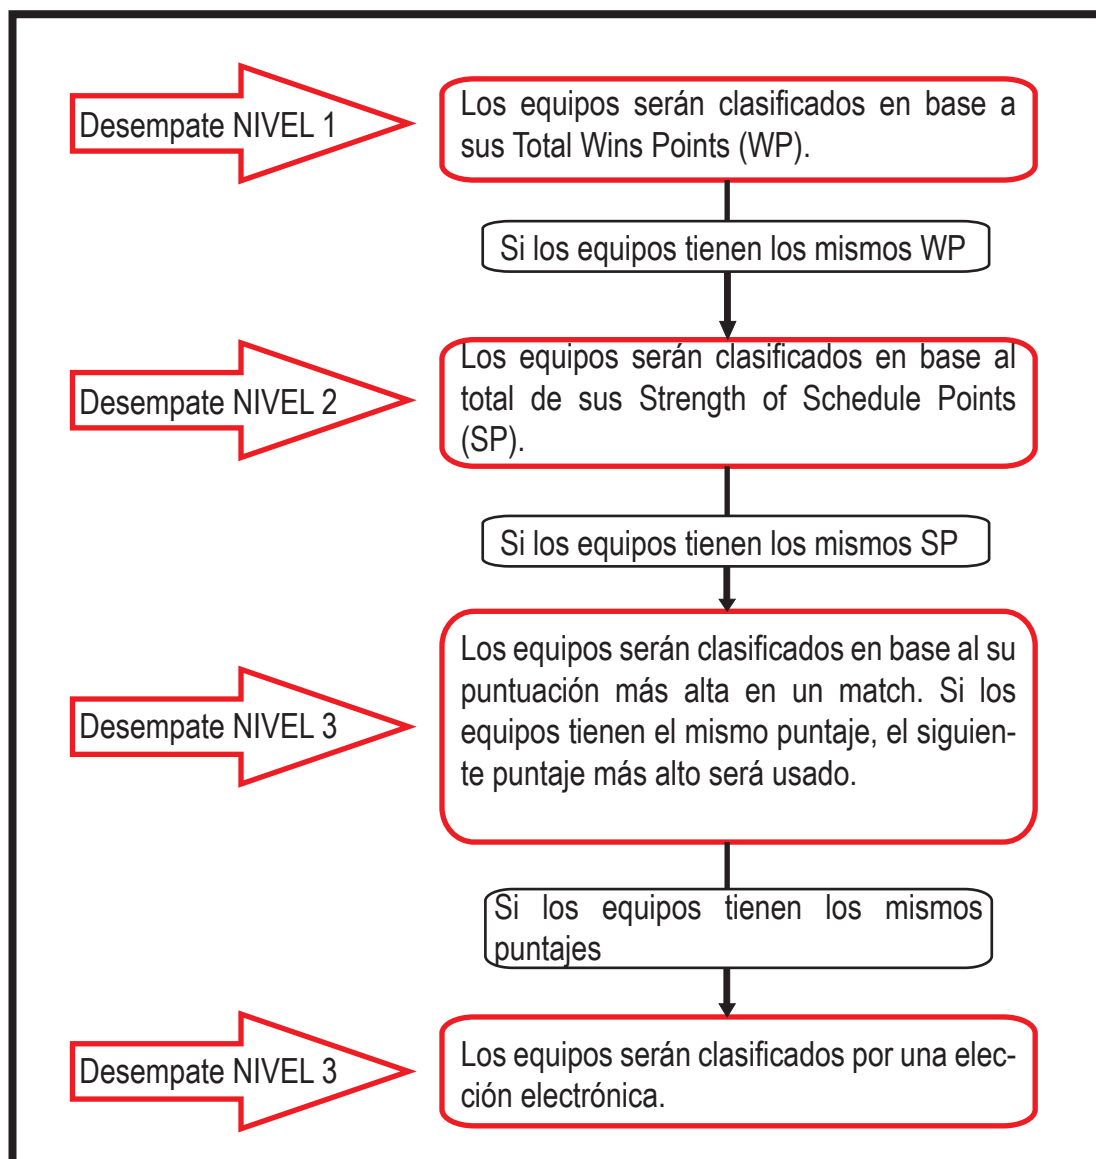 Desempate NIVEL 1
Los equipos serán clasificados en base a
sus Total Wins Points (WP).
Si los equipos tienen los mismos WP
Desempate NIVEL 2
Los equipos serán clasificados en base al
total de sus Strength of Schedule Points
(SP).
Si los equipos tienen los mismos SP
Desempate NIVEL 3
Los equipos serán clasificados en base al su
puntuación más alta en un match. Si los
equipos tienen el mismo puntaje, el siguien-
te puntaje más alto será usado.
Si los equipos tienen los mismos
puntajes
Desempate NIVEL 3
Los equipos serán clasificados por una elec-
ción electrónica.